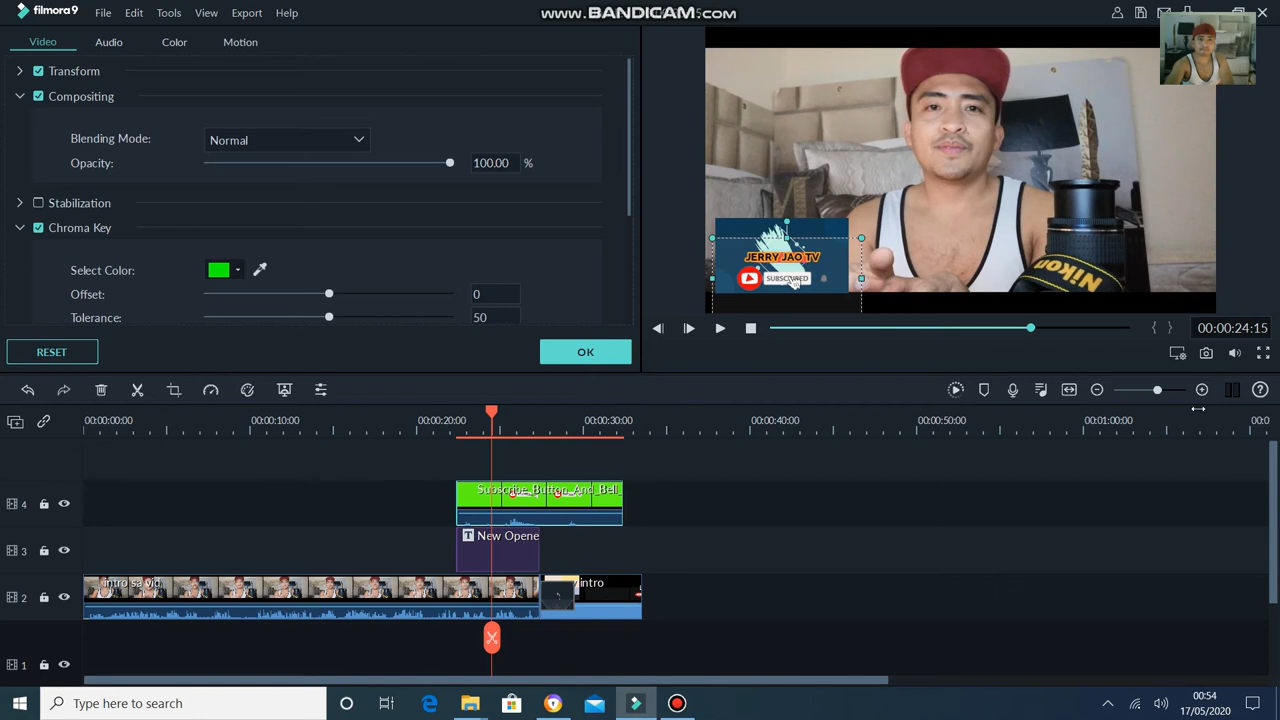 filmora9
File
Edit
Tools
View
Export
Help
www.BANDICAM.com
Video
Audio
Color
Motion
Transform
Compositing
Blending Mode:
Normal
Opacity:
100.00
%
Stabilization
Chroma Key
Select Color:
Offset:
0
Tolerance:
50
RESET
OK
JERRY JAO TV
SUBSCRIBED
Nikon
00:00:24:15
00:00:00:00
00:00:10:00
00:00:20:00
00:00:30:00
00:00:40:00
00:00:50:00
00:01:00:00
00:0
4
Subscribe_Button_And_Bell_
3
T New Opene
2
intro sa vid
intro
1
Type here to search
00:54
17/05/2020